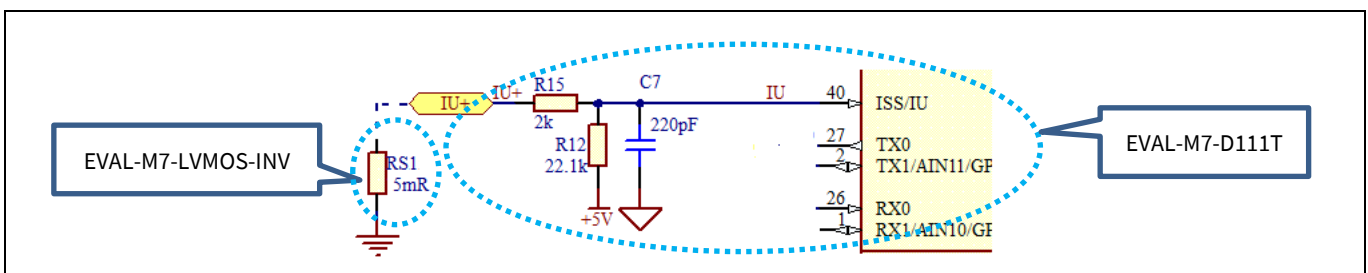 EVAL-M7-LVMOS-INV
IU+
RS1
5mR
IU+
R15
2k
R12
22.1k
+5V
C7
220pF
IU
40
ISS/IU
27
TX0
2
TX1/AIN11/GP
26
RX0
1
RX1/AIN10/GP
EVAL-M7-D111T